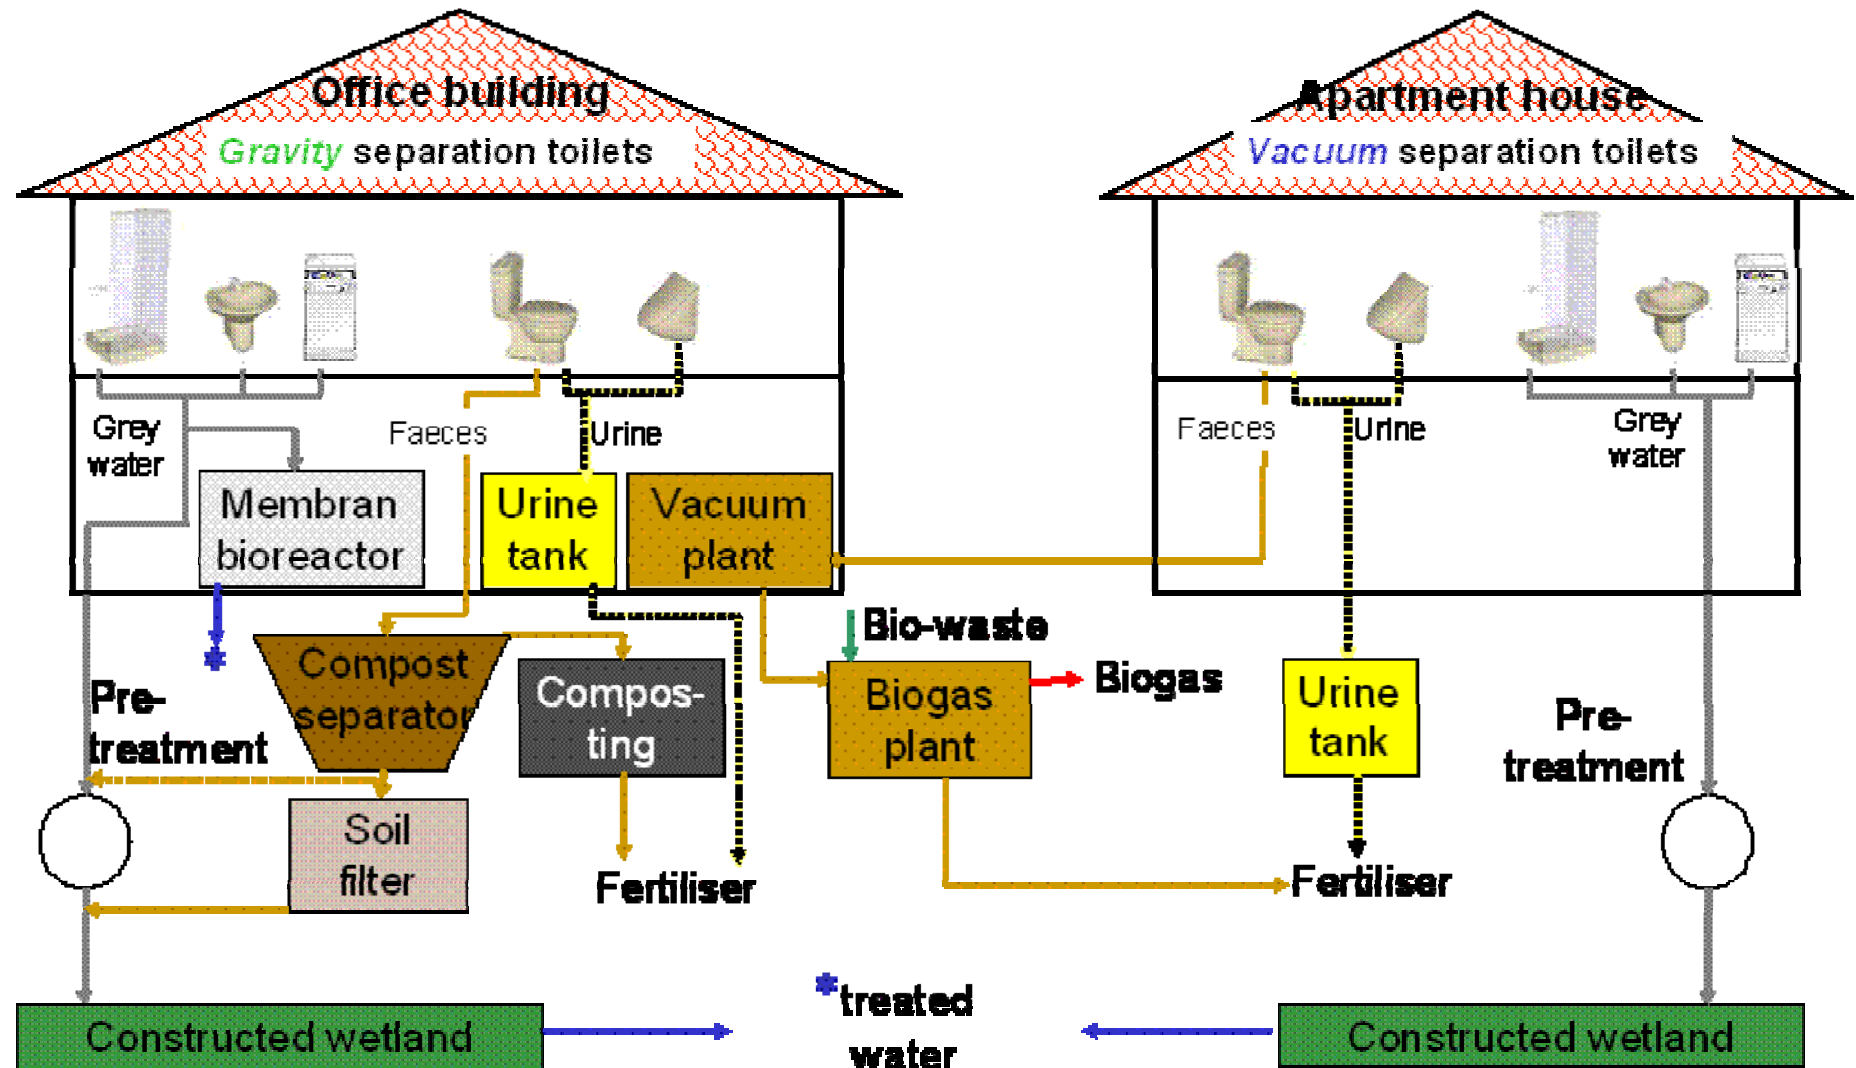 Office building
Gravity separation toilets
Apartment house
Vacuum separation toilets
Grey
water
Faeces
Urine
Membran
bioreactor
Urine
tank
Vacuum
plant
Faeces
Urine
Grey
water
Pre-
treatment
Compost
separator
Compos-
ting
Bio-waste
Biogas
plant
Biogas
Urine
tank
Pre-
treatment
Soil
filter
Fertiliser
Fertiliser
Constructed wetland
*treated
water
Constructed wetland
*